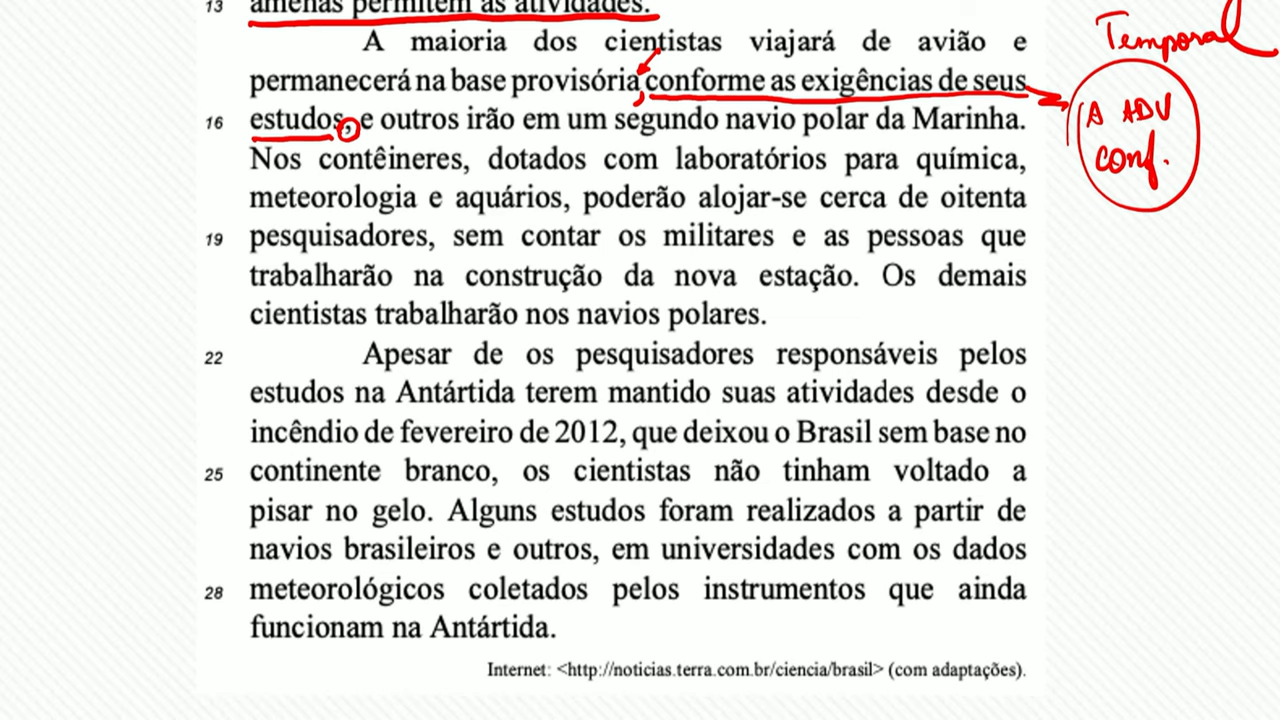 13 amenas permitem as atividades.
Temporal
A maioria dos cientistas viajará de avião e
permanecerá na base provisória, conforme as exigências de seus
A ADV
conf.
16 estudos, e outros irão em um segundo navio polar da Marinha.
Nos contêineres, dotados com laboratórios para química,
meteorologia e aquários, poderão alojar-se cerca de oitenta
19 pesquisadores, sem contar os militares e as pessoas que
trabalharão na construção da nova estação. Os demais
cientistas trabalharão nos navios polares.
22 Apesar de os pesquisadores responsáveis pelos
estudos na Antártida terem mantido suas atividades desde o
incêndio de fevereiro de 2012, que deixou o Brasil sem base no
25 continente branco, os cientistas não tinham voltado a
pisar no gelo. Alguns estudos foram realizados a partir de
navios brasileiros e outros, em universidades com os dados
28 meteorológicos coletados pelos instrumentos que ainda
funcionam na Antártida.
Internet: <http://noticias.terra.com.br/ciencia/brasil> (com adaptações).